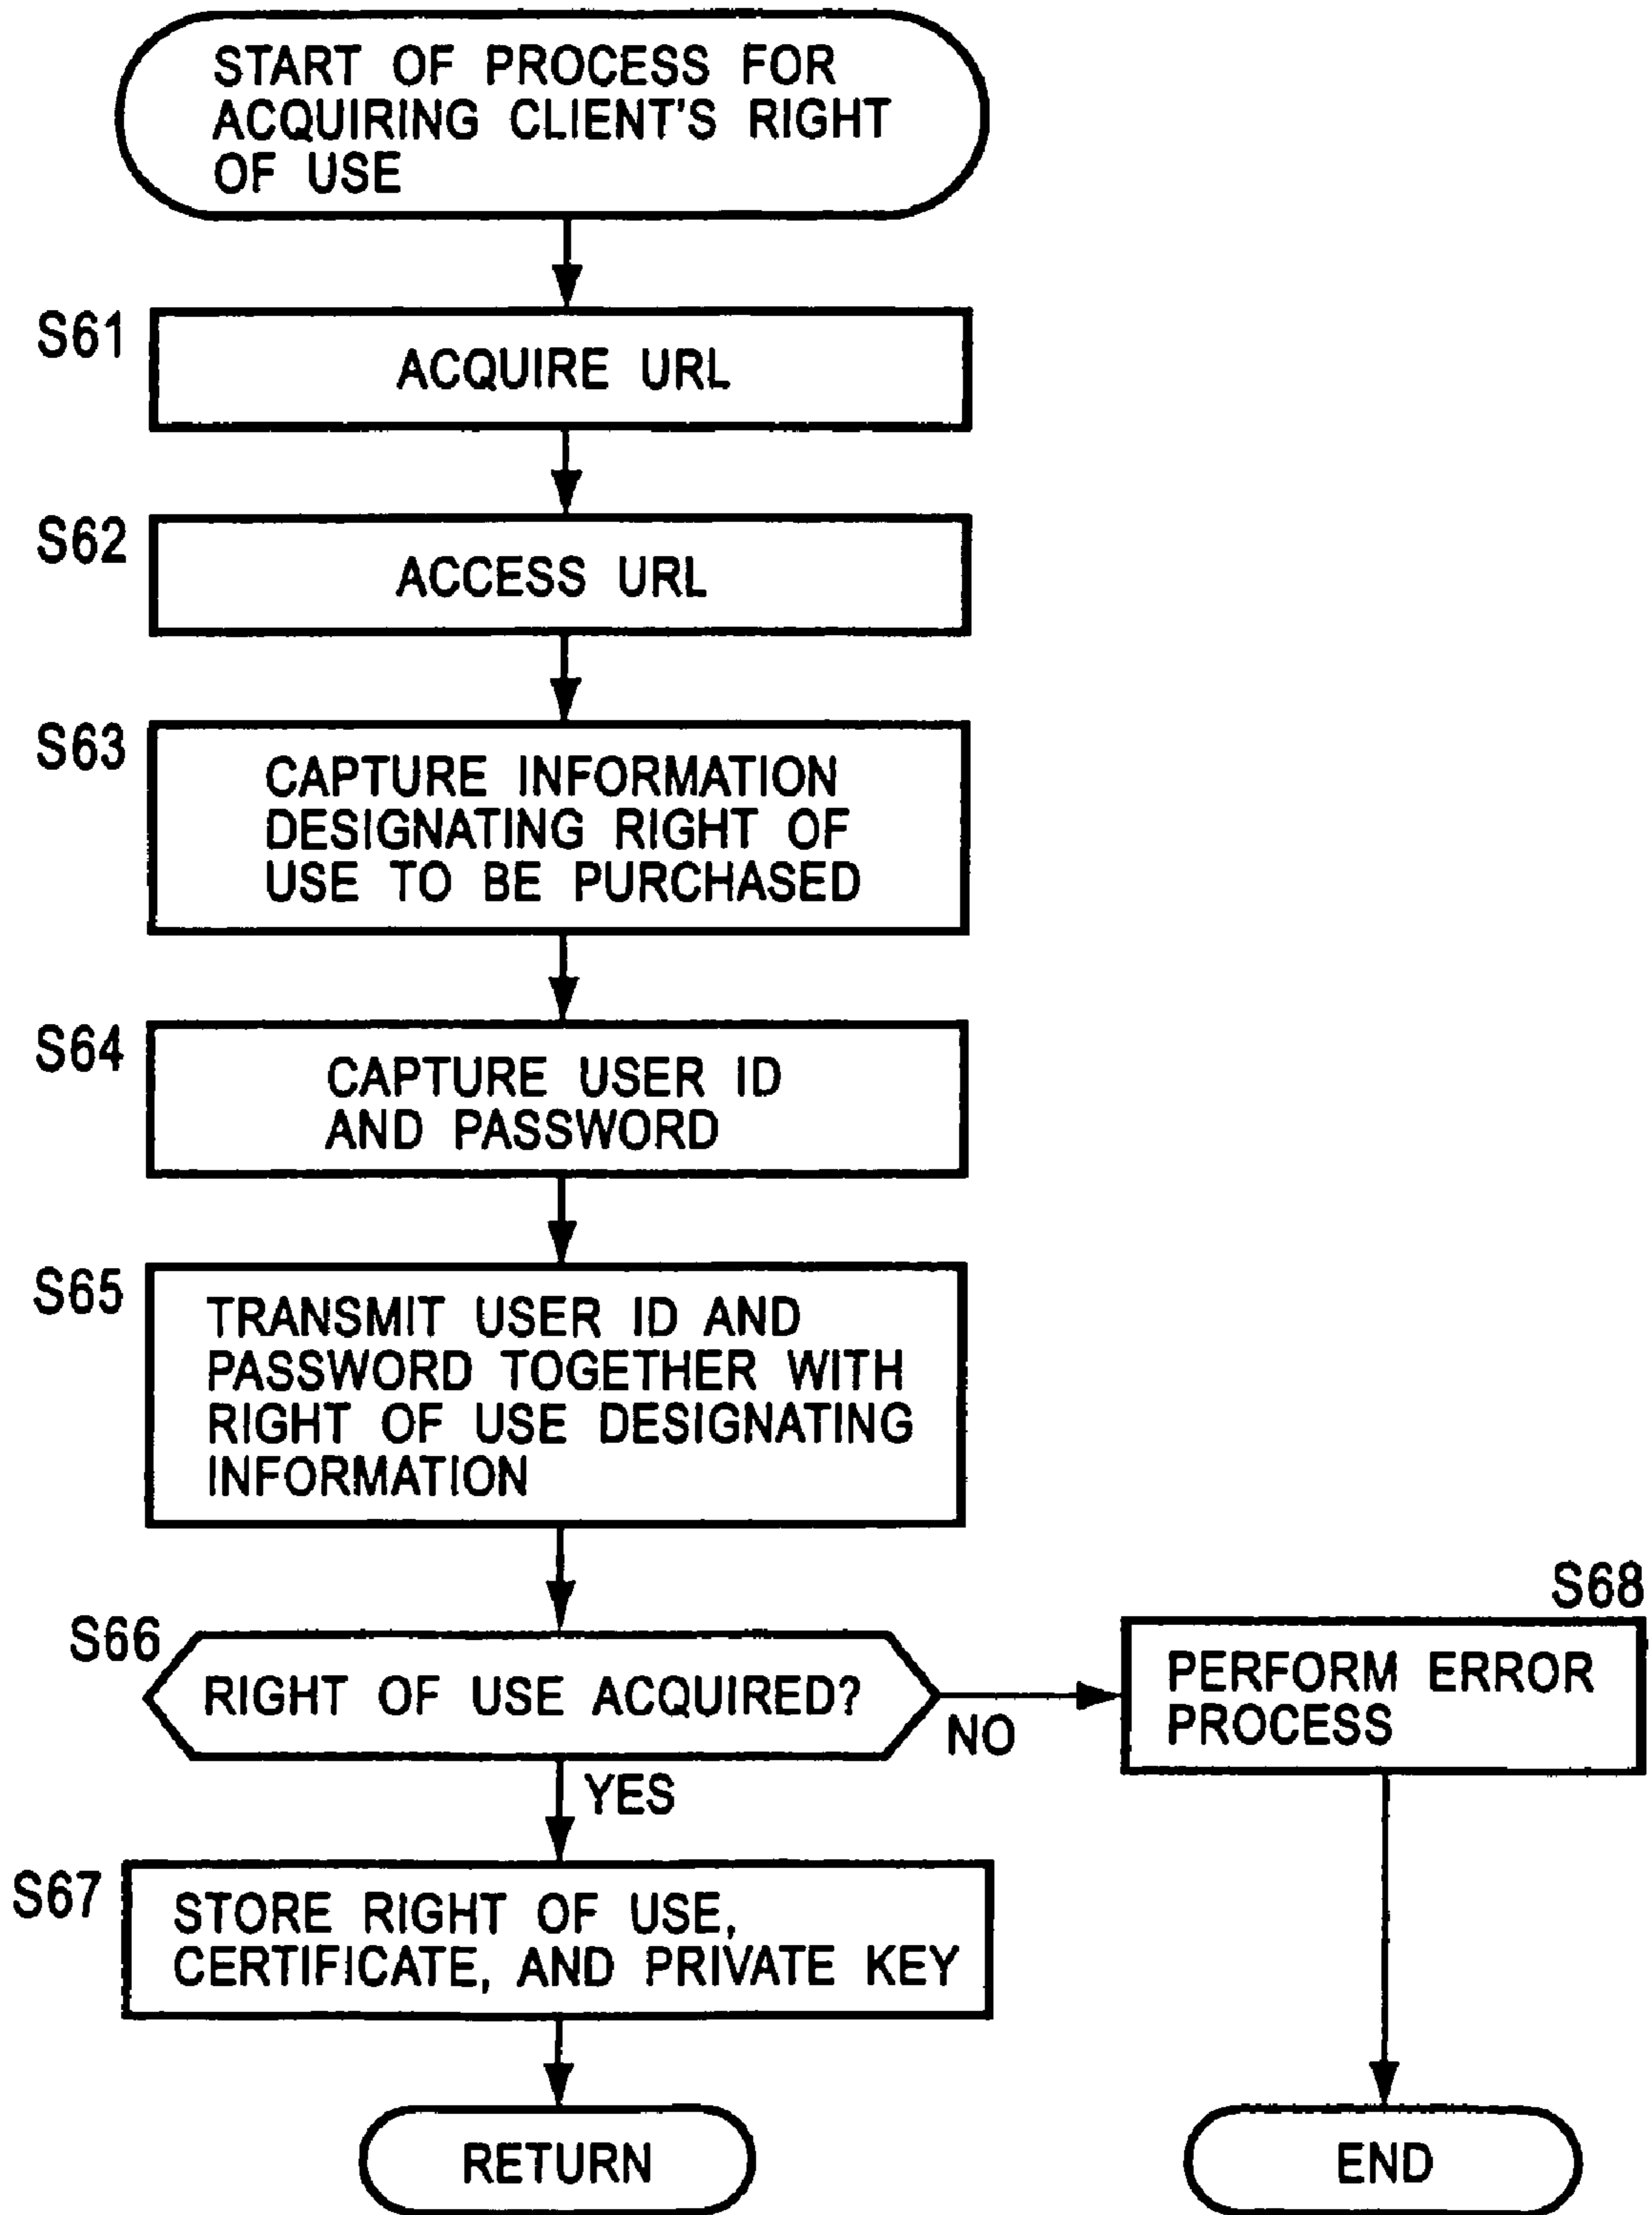 START OF PROCESS FOR
ACQUIRING CLIENT'S RIGHT
OF USE
S61
ACQUIRE URL
S62
ACCESS URL
S63
CAPTURE INFORMATION
DESIGNATING RIGHT OF
USE TO BE PURCHASED
S64
CAPTURE USER ID
AND PASSWORD
S65
TRANSMIT USER ID AND
PASSWORD TOGETHER WITH
RIGHT OF USE DESIGNATING
INFORMATION
S66
RIGHT OF USE ACQUIRED?
NO
S68
PERFORM ERROR
PROCESS
YES
S67
STORE RIGHT OF USE,
CERTIFICATE, AND PRIVATE KEY
RETURN
END